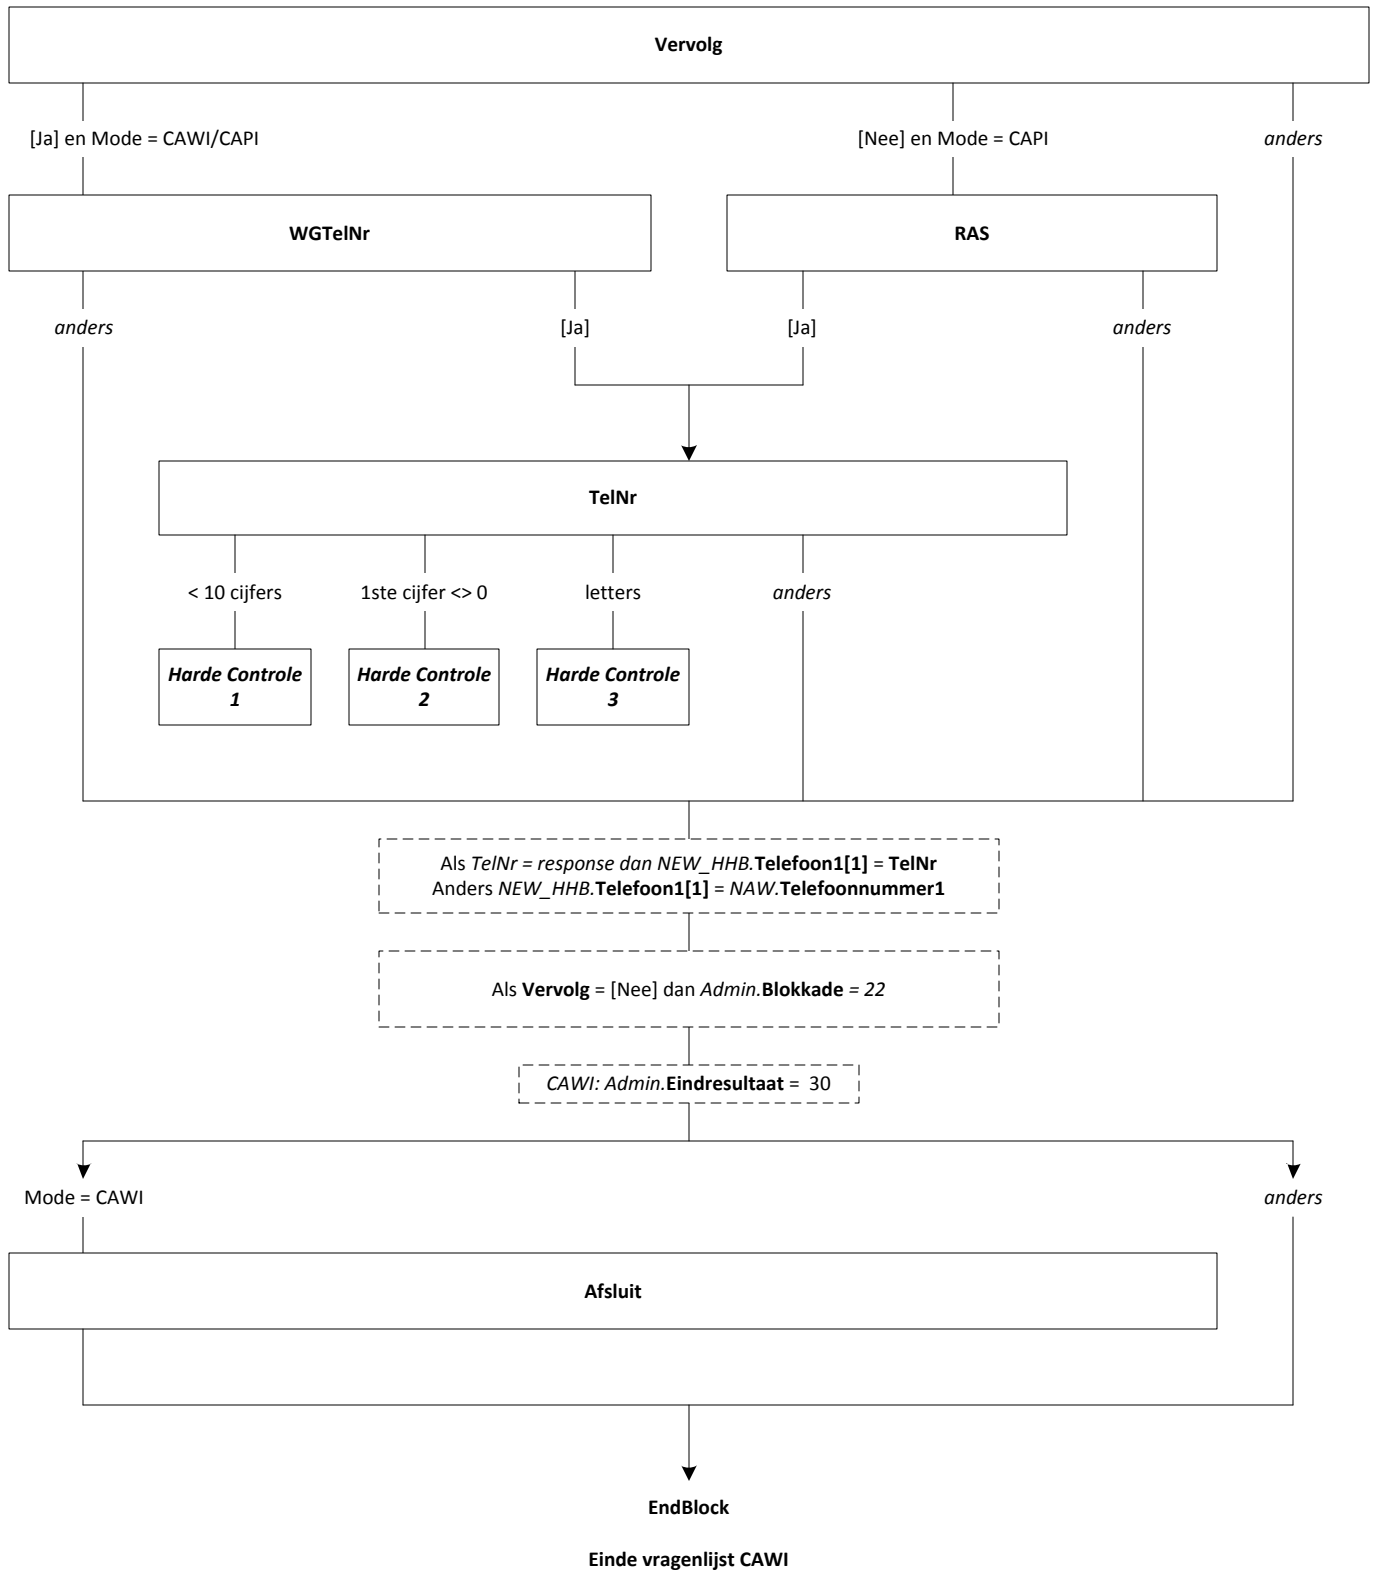 Vervolg
[Ja] en Mode = CAWI/CAPI
[Nee] en Mode = CAPI
anders
WGTelNr
RAS
anders
[Ja]
[Ja]
anders
TelNr
< 10 cijfers
1ste cijfer <> 0
letters
anders
Harde Controle
1
Harde Controle
2
Harde Controle
3
Als TelNr = response dan NEW_HHB.Telefoon1[1] = TelNr
Anders NEW_HHB.Telefoon1[1] = NAW.Telefoonnummer1
Als Vervolg = [Nee] dan Admin.Blokkade = 22
CAWI: Admin.Eindresultaat = 30
Mode = CAWI
anders
Afsluit
EndBlock
Einde vragenlijst CAWI